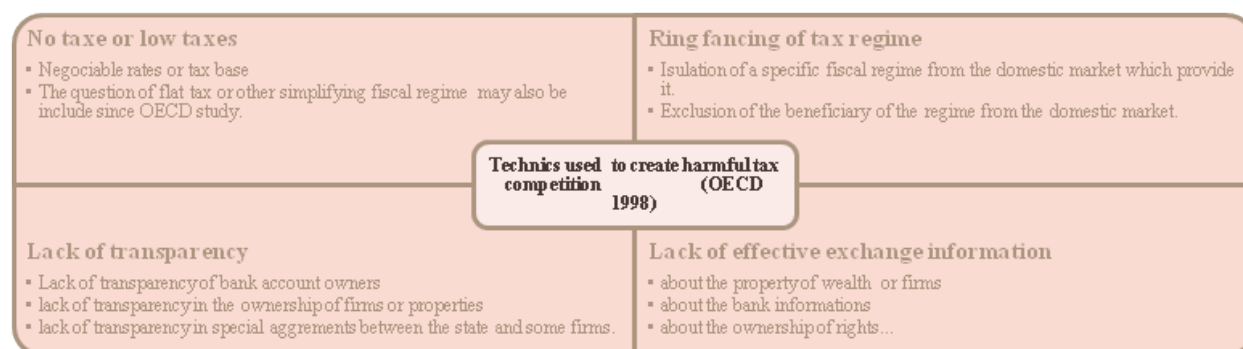 No taxe or low taxes
▪ Negociable rates or tax base
▪ The question of flat tax or other simplifying fiscal regime may also be
include since OECD study.
Ring fancing of tax regime
▪ Isulation of a specific fiscal regime from the domestic market which provide
it.
▪ Exclusion of the beneficiary of the regime from the domestic market.
Technics used to create harmful tax
competition (OECD
1998)
Lack of transparency
▪ Lack of transparency of bank account owners
▪ lack of transparency in the ownership of firms or properties
▪ lack of transparency in special aggrements between the state and some firms.
Lack of effective exchange information
▪ about the property of wealth or firms
▪ about the bank informations
▪ about the ownership of rights...